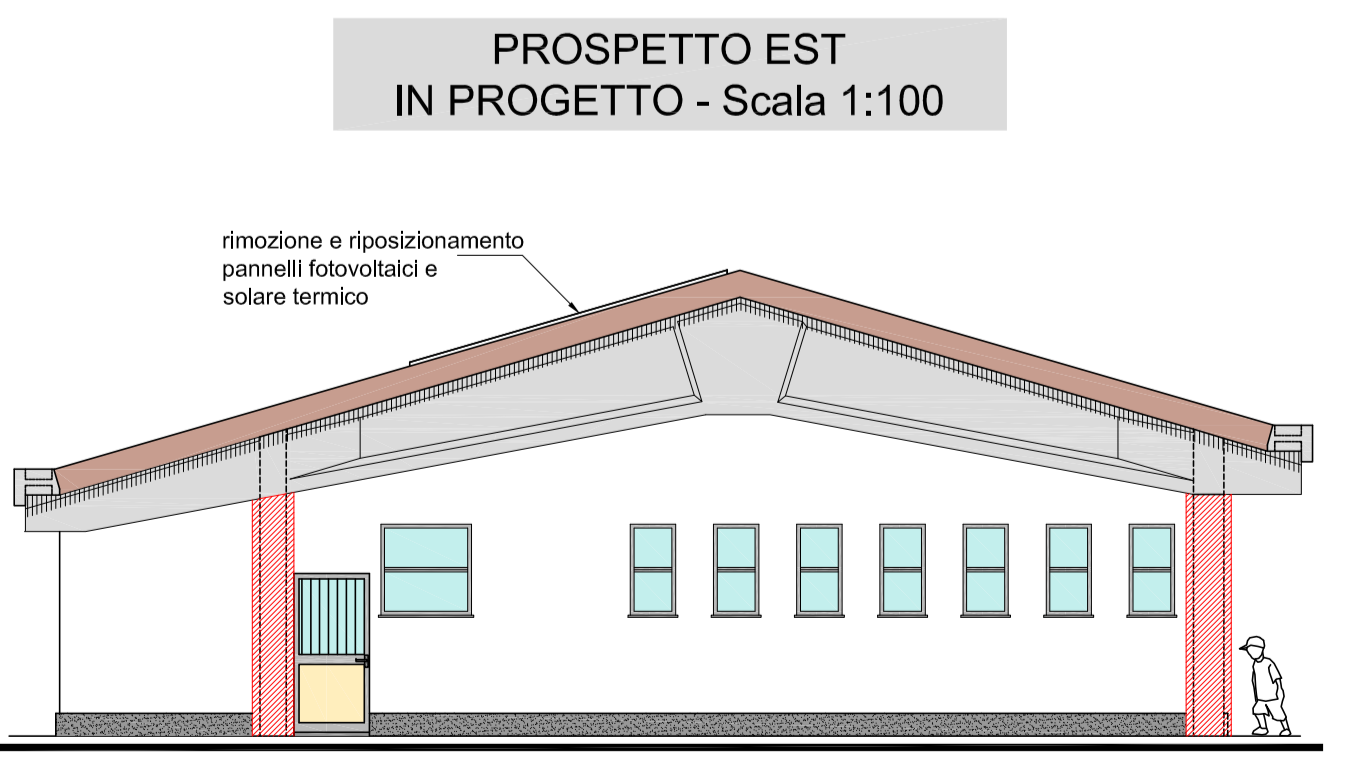 PROSPETTO EST
IN PROGETTO - Scala 1:100
rimozione e riposizionamento
pannelli fotovoltaici e
solare termico